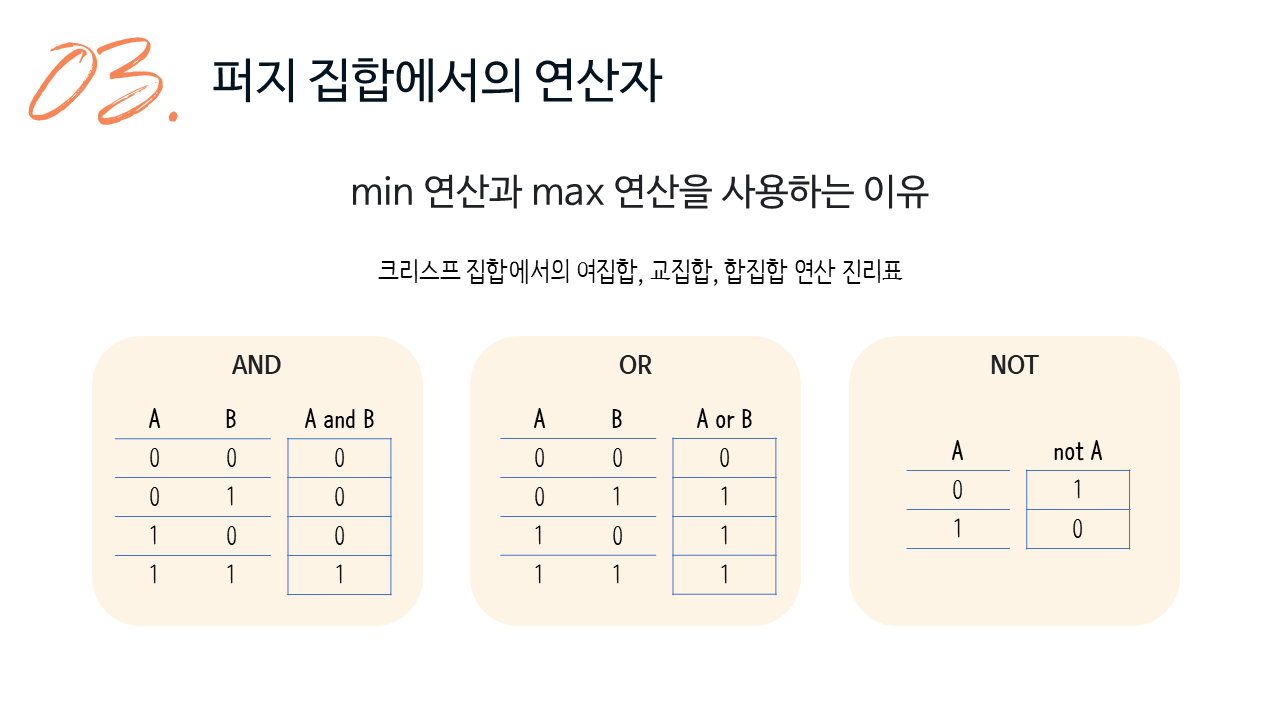 03. 퍼지 집합에서의 연산자
min 연산과 max 연산을 사용하는 이유
크리스프 집합에서의 여집합, 교집합, 합집합 연산 진리표
AND
A B A and B
0 0 0
0 1 0
1 0 0
1 1 1
OR
A B A or B
0 0 0
0 1 1
1 0 1
1 1 1
NOT
A not A
0 1
1 0